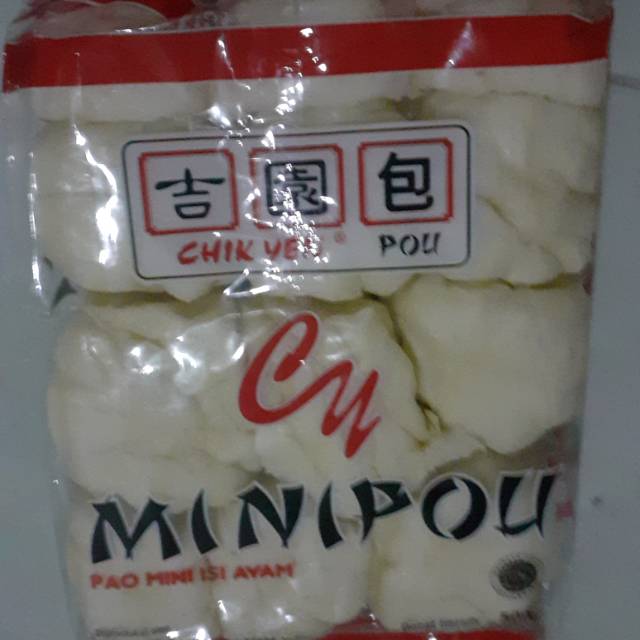 吉園包
CHIK YEN ® POU
Cy
MINIPOU
PAO MINI ISI AYAM